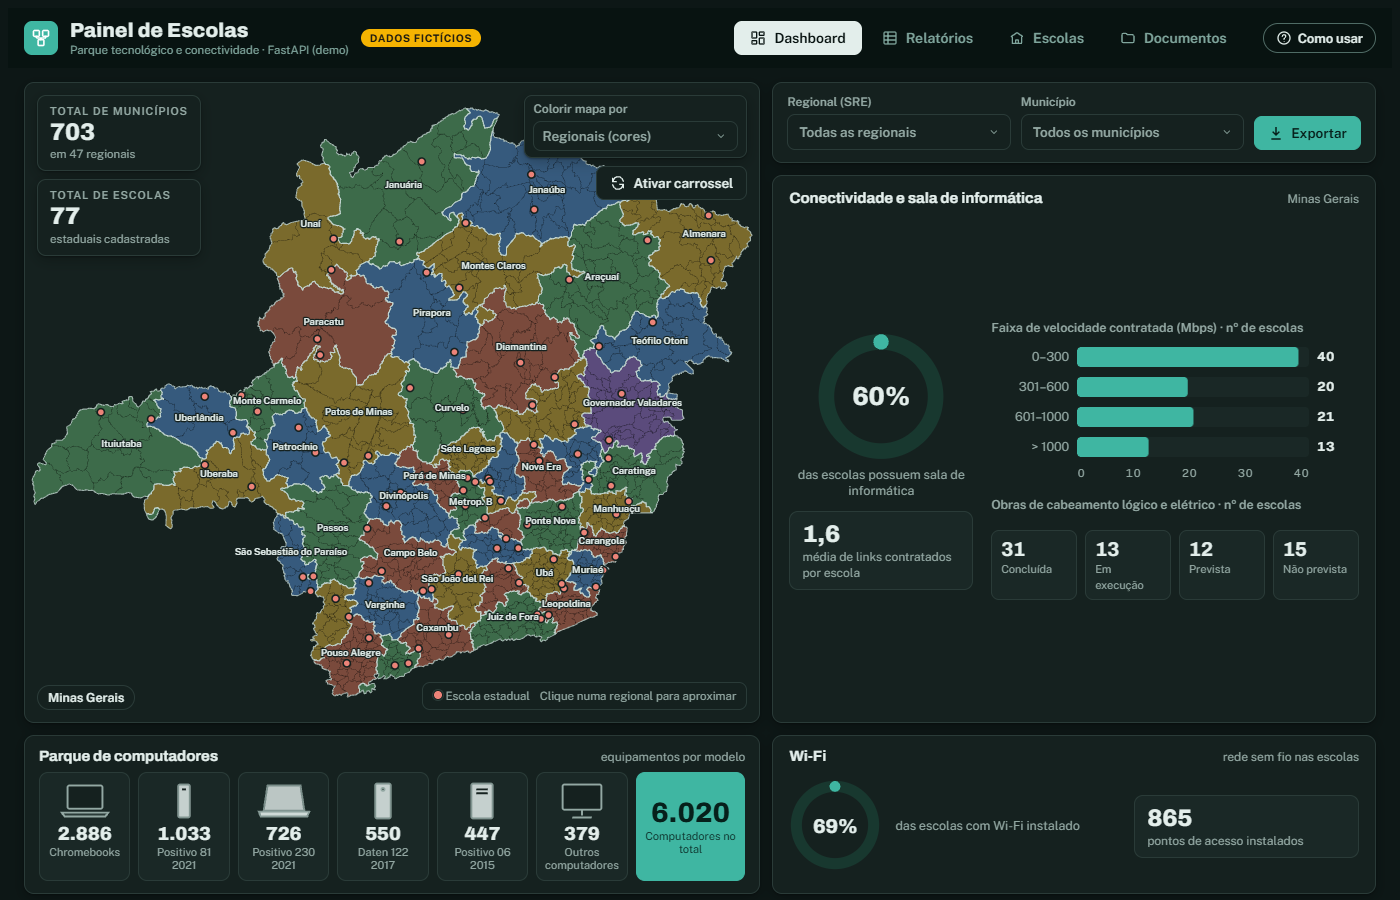 Painel de Escolas
Parque tecnológico e conectividade · FastAPI (demo)
DADOS FICTÍCIOS
Dashboard
Relatórios
Escolas
Documentos
Como usar
TOTAL DE MUNICÍPIOS
703
em 47 regionais
TOTAL DE ESCOLAS
77
estaduais cadastradas
Colorir mapa por
Regionais (cores)
Ativar carrossel
Januária
Janaúba
Unaí
Almenara
Montes Claros
Araçuaí
Pirapora
Paracatu
Teófilo Otoni
Diamantina
Monte Carmelo
Governador Valadares
Uberlândia
Patos de Minas
Curvelo
Ituiutaba
Patrocínio
Sete Lagoas
Uberaba
Pará de Minas
Nova Era
Caratinga
Divinópolis
Metrop. B
Manhuaçu
Passos
Ponte Nova
São Sebastião do Paraíso
Campo Belo
Carangola
São João del Rei
Ubá
Muriaé
Varginha
Leopoldina
Caxambu
Juiz de Fora
Pouso Alegre
Minas Gerais
Escola estadual
Clique numa regional para aproximar
Regional (SRE)
Todas as regionais
Município
Todos os municípios
Exportar
Conectividade e sala de informática
Minas Gerais
60%
das escolas possuem sala de
informática
1,6
média de links contratados
por escola
Faixa de velocidade contratada (Mbps) · nº de escolas
0–300 40
301–600 20
601–1000 21
> 1000 13
0 10 20 30 40
Obras de cabeamento lógico e elétrico · nº de escolas
31
Concluída
13
Em
execução
12
Prevista
15
Não prevista
Parque de computadores
equipamentos por modelo
2.886
Chromebooks
1.033
Positivo 81
2021
726
Positivo 230
2021
550
Daten 122
2017
447
Positivo 06
2015
379
Outros
computadores
6.020
Computadores no
total
Wi-Fi
rede sem fio nas escolas
69%
das escolas com Wi-Fi instalado
865
pontos de acesso instalados